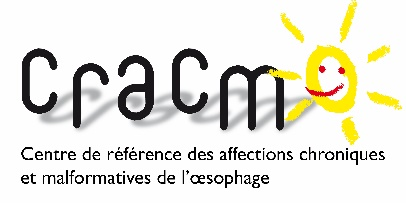 cracmo
Centre de référence des affections chroniques
et malformatives de l'œsophage